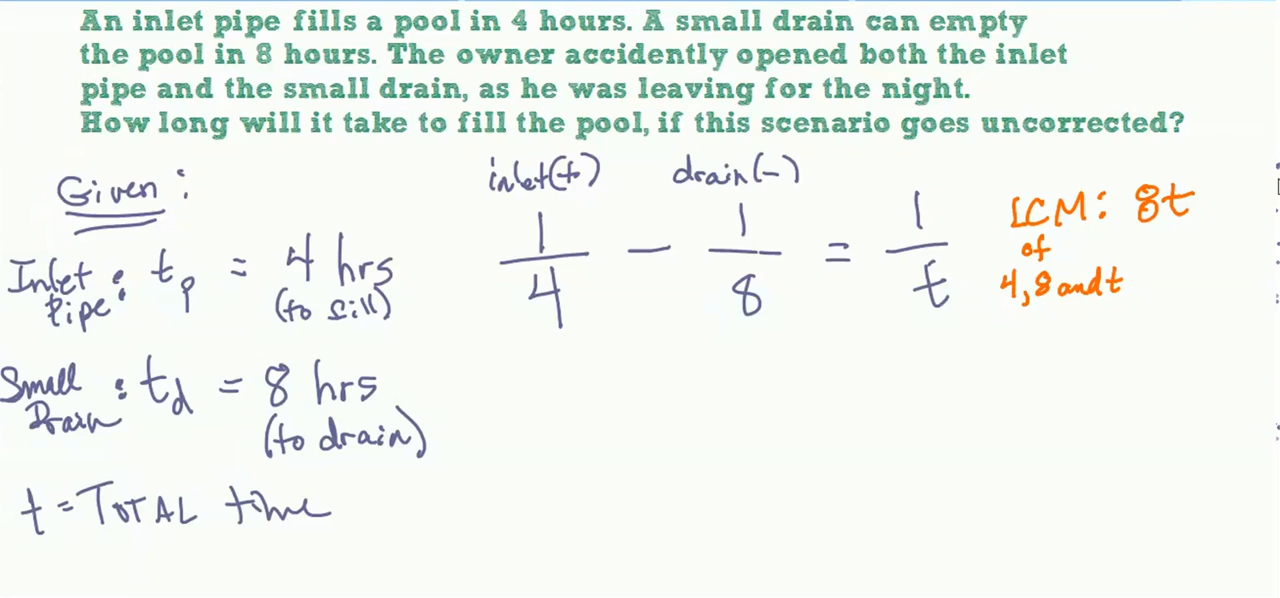 An inlet pipe fills a pool in 4 hours. A small drain can empty
the pool in 8 hours. The owner accidently opened both the inlet
pipe and the small drain, as he was leaving for the night.
How long will it take to fill the pool, if this scenario goes uncorrected?
Given:
Inlet Pipe: tp = 4 hrs
(to fill)
Small Drain: td = 8 hrs
(to drain)
t = TOTAL time
inlet(+) drain(-)
1/4 - 1/8 = 1/t
LCM: 8t
of
4, 8 and t